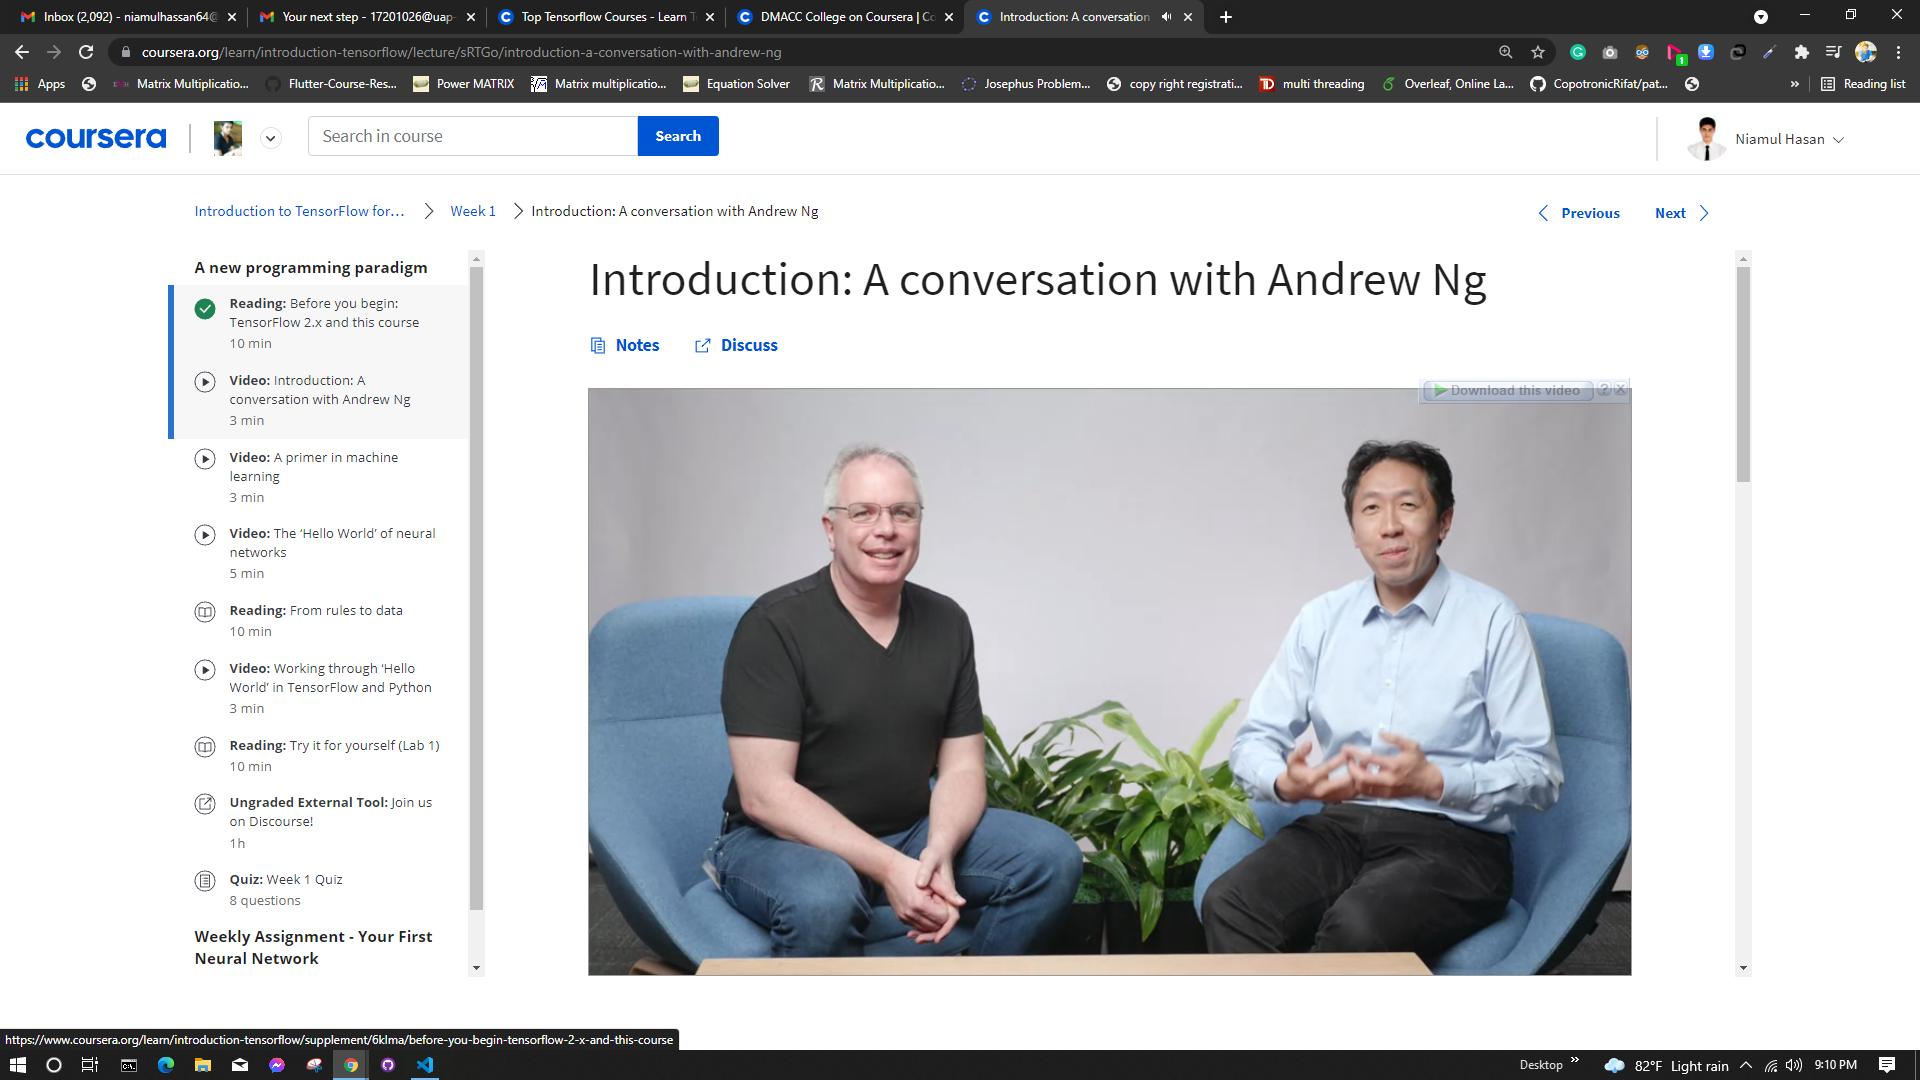 Inbox (2,092) - niamulhassan64@
Your next step - 17201026@uap-
Top Tensorflow Courses - Learn T
DMACC College on Coursera | Co
Introduction: A conversation
coursera.org/learn/introduction-tensorflow/lecture/sRTGo/introduction-a-conversation-with-andrew-ng
1
Apps
Matrix Multiplicatio...
Flutter-Course-Res...
Power MATRIX
Matrix multiplicatio...
Equation Solver
Matrix Multiplicatio...
Josephus Problem...
copy right registrati...
multi threading
Overleaf, Online La...
CopotronicRifat/pat...
»
Reading list
coursera
Search in course
Search
Niamul Hasan
Introduction to TensorFlow for...
Week 1
Introduction: A conversation with Andrew Ng
Previous
Next
A new programming paradigm
Reading: Before you begin:
TensorFlow 2.x and this course
10 min
Video: Introduction: A
conversation with Andrew Ng
3 min
Video: A primer in machine
learning
3 min
Video: The ‘Hello World’ of neural
networks
5 min
Reading: From rules to data
10 min
Video: Working through ‘Hello
World’ in TensorFlow and Python
3 min
Reading: Try it for yourself (Lab 1)
10 min
Ungraded External Tool: Join us
on Discourse!
1h
Quiz: Week 1 Quiz
8 questions
Weekly Assignment - Your First
Neural Network
Introduction: A conversation with Andrew Ng
Notes
Discuss
Download this video
https://www.coursera.org/learn/introduction-tensorflow/supplement/6klma/before-you-begin-tensorflow-2-x-and-this-course
Desktop »
82°F Light rain
9:10 PM